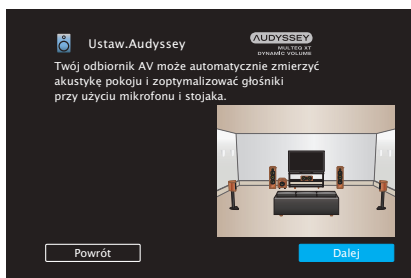 Ustaw.Audyssey
AUDYSSEY
MULTEQ XT
DYNAMIC VOLUME
Twój odbiornik AV może automatycznie zmierzyć
akustykę pokoju i zoptymalizować głośniki
przy użyciu mikrofonu i stojaka.
Powrót
Dalej